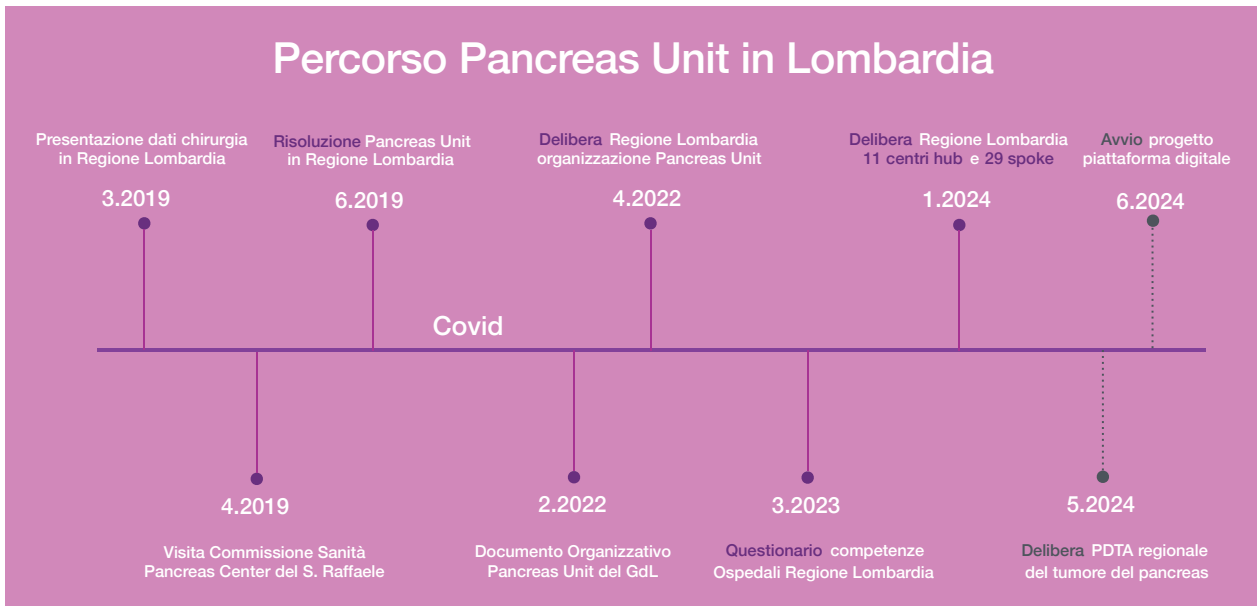 Percorso Pancreas Unit in Lombardia
Presentazione dati chirurgia
in Regione Lombardia
3.2019
Risoluzione Pancreas Unit
in Regione Lombardia
6.2019
Delibera Regione Lombardia
organizzazione Pancreas Unit
4.2022
Delibera Regione Lombardia
11 centri hub e 29 spoke
1.2024
Avvio progetto
piattaforma digitale
6.2024
Covid
4.2019
Visita Commissione Sanità
Pancreas Center del S. Raffaele
2.2022
Documento Organizzativo
Pancreas Unit del GdL
3.2023
Questionario competenze
Ospedali Regione Lombardia
5.2024
Delibera PDTA regionale
del tumore del pancreas